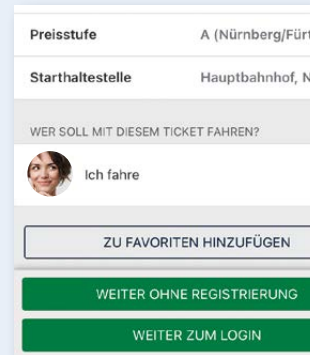 Preisstufe A (Nürnberg/Fürt
Starthaltestelle Hauptbahnhof, N
WER SOLL MIT DIESEM TICKET FAHREN?
Ich fahre
ZU FAVORITEN HINZUFÜGEN
WEITER OHNE REGISTRIERUNG
WEITER ZUM LOGIN